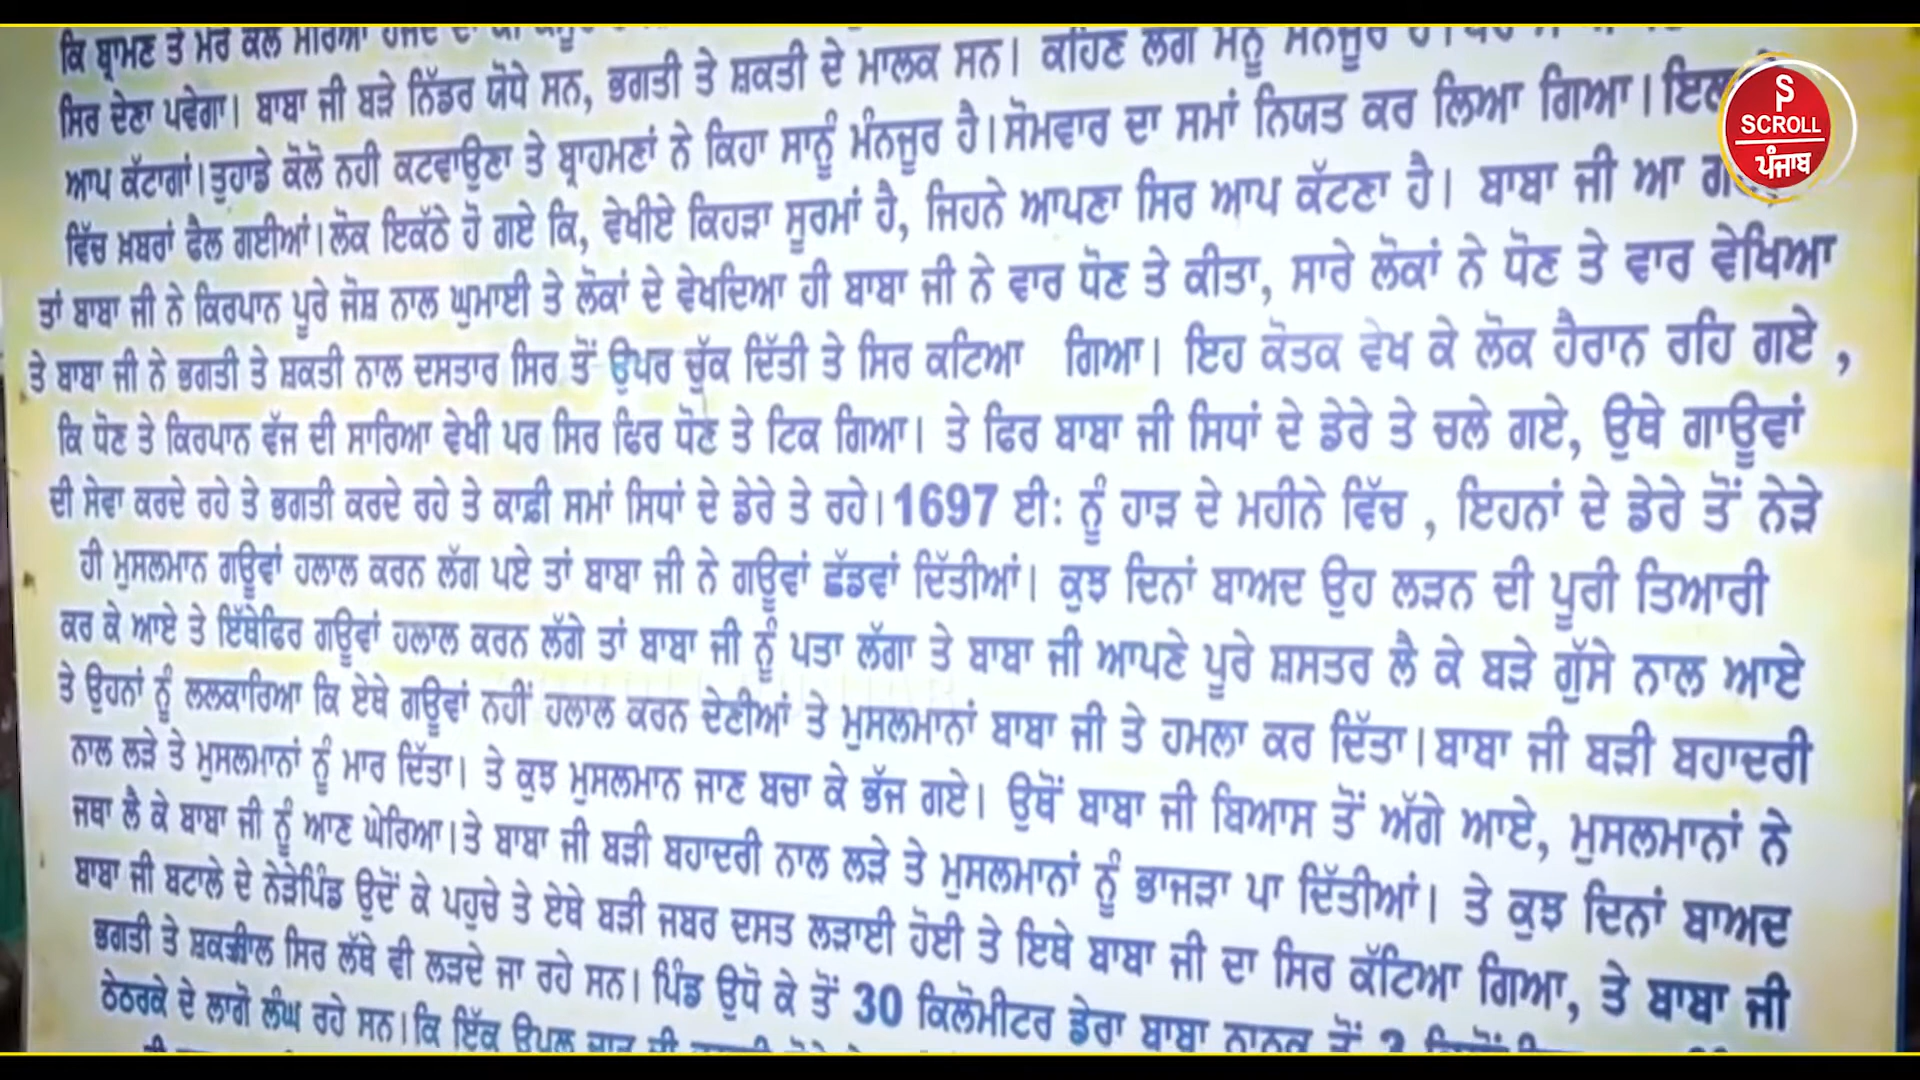 ਕਿ ਬ੍ਰਾਮਣ ਤੇ
ਸਿਰ ਦੇਣਾ ਪਵੇਗਾ। ਬਾਬਾ ਜੀ ਬੜੇ ਨਿੱਡਰ ਯੋਧੇ ਸਨ, ਭਗਤੀ ਤੇ ਸ਼ਕਤੀ ਦੇ ਮਾਲਕ ਸਨ। ਕਹਿਣ ਲਗੇ ਮੈਨੂੰ ਮਨਜੂਰ
ਆਪ ਕੱਟਾਗਾਂ।ਤੁਹਾਡੇ ਕੋਲੋ ਨਹੀ ਕਟਵਾਉਣਾ ਤੇ ਬ੍ਰਾਹਮਣਾਂ ਨੇ ਕਿਹਾ ਸਾਨੂੰ ਮੰਨਜੂਰ ਹੈ।ਸੋਮਵਾਰ ਦਾ ਸਮਾਂ ਨਿਯਤ ਕਰ ਲਿਆ ਗਿਆ।
ਵਿੱਚ ਖ਼ਬਰਾਂ ਫੈਲ ਗਈਆਂ।ਲੋਕ ਇਕੱਠੇ ਹੋ ਗਏ ਕਿ, ਵੇਖੀਏ ਕਿਹੜਾ ਸੂਰਮਾਂ ਹੈ, ਜਿਹਨੇ ਆਪਣਾ ਸਿਰ ਆਪ ਕੱਟਣਾ ਹੈ। ਬਾਬਾ ਜੀ ਆ
ਤਾਂ ਬਾਬਾ ਜੀ ਨੇ ਕਿਰਪਾਨ ਪੂਰੇ ਜੋਸ਼ ਨਾਲ ਘੁਮਾਈ ਤੇ ਲੋਕਾਂ ਦੇ ਵੇਖਦਿਆ ਹੀ ਬਾਬਾ ਜੀ ਨੇ ਵਾਰ ਧੋਣ ਤੇ ਕੀਤਾ, ਸਾਰੇ ਲੋਕਾਂ ਨੇ ਧੋਣ ਤੇ ਵਾਰ ਵੇਖਿਆ
ਤੇ ਬਾਬਾ ਜੀ ਨੇ ਭਗਤੀ ਤੇ ਸ਼ਕਤੀ ਨਾਲ ਦਸਤਾਰ ਸਿਰ ਤੋਂ ਉਪਰ ਚੁੱਕ ਦਿੱਤੀ ਤੇ ਸਿਰ ਕਟਿਆ ਗਿਆ। ਇਹ ਕੋਤਕ ਵੇਖ ਕੇ ਲੋਕ ਹੈਰਾਨ ਰਹਿ ਗਏ ,
ਕਿ ਧੋਣ ਤੇ ਕਿਰਪਾਨ ਵੱਜ ਦੀ ਸਾਰਿਆ ਵੇਖੀ ਪਰ ਸਿਰ ਫਿਰ ਧੋਣ ਤੇ ਟਿਕ ਗਿਆ। ਤੇ ਫਿਰ ਬਾਬਾ ਜੀ ਸਿਧਾਂ ਦੇ ਡੇਰੇ ਤੇ ਚਲੇ ਗਏ, ਉਥੇ ਗਾਊਵਾਂ
ਦੀ ਸੇਵਾ ਕਰਦੇ ਰਹੇ ਤੇ ਭਗਤੀ ਕਰਦੇ ਰਹੇ ਤੇ ਕਾਫ਼ੀ ਸਮਾਂ ਸਿਧਾਂ ਦੇ ਡੇਰੇ ਤੇ ਰਹੇ। 1697 ਈ: ਨੂੰ ਹਾੜ ਦੇ ਮਹੀਨੇ ਵਿੱਚ , ਇਹਨਾਂ ਦੇ ਡੇਰੇ ਤੋਂ ਨੇੜੇ
ਹੀ ਮੁਸਲਮਾਨ ਗਊਵਾਂ ਹਲਾਲ ਕਰਨ ਲੱਗ ਪਏ ਤਾਂ ਬਾਬਾ ਜੀ ਨੇ ਗਊਵਾਂ ਛੱਡਵਾਂ ਦਿੱਤੀਆਂ। ਕੁਝ ਦਿਨਾਂ ਬਾਅਦ ਉਹ ਲੜਨ ਦੀ ਪੂਰੀ ਤਿਆਰੀ
ਕਰ ਕੇ ਆਏ ਤੇ ਇੱਥੇਫਿਰ ਗਊਵਾਂ ਹਲਾਲ ਕਰਨ ਲੱਗੇ ਤਾਂ ਬਾਬਾ ਜੀ ਨੂੰ ਪਤਾ ਲੱਗਾ ਤੇ ਬਾਬਾ ਜੀ ਆਪਣੇ ਪੂਰੇ ਸ਼ਸਤਰ ਲੈ ਕੇ ਬੜੇ ਗੁੱਸੇ ਨਾਲ ਆਏ
ਤੇ ਉਹਨਾਂ ਨੂੰ ਲਲਕਾਰਿਆ ਕਿ ਏਥੇ ਗਊਵਾਂ ਨਹੀਂ ਹਲਾਲ ਕਰਨ ਦੇਣੀਆਂ ਤੇ ਮੁਸਲਮਾਨਾਂ ਬਾਬਾ ਜੀ ਤੇ ਹਮਲਾ ਕਰ ਦਿੱਤਾ।ਬਾਬਾ ਜੀ ਬੜੀ ਬਹਾਦਰੀ
ਨਾਲ ਲੜੇ ਤੇ ਮੁਸਲਮਾਨਾਂ ਨੂੰ ਮਾਰ ਦਿੱਤਾ। ਤੇ ਕੁਝ ਮੁਸਲਮਾਨ ਜਾਣ ਬਚਾ ਕੇ ਭੱਜ ਗਏ। ਉਥੋਂ ਬਾਬਾ ਜੀ ਬਿਆਸ ਤੋਂ ਅੱਗੇ ਆਏ, ਮੁਸਲਮਾਨਾਂ ਨੇ
ਜਥਾ ਲੈ ਕੇ ਬਾਬਾ ਜੀ ਨੂੰ ਆਣ ਘੇਰਿਆ।ਤੇ ਬਾਬਾ ਜੀ ਬੜੀ ਬਹਾਦਰੀ ਨਾਲ ਲੜੇ ਤੇ ਮੁਸਲਮਾਨਾਂ ਨੂੰ ਭਾਜੜਾ ਪਾ ਦਿੱਤੀਆਂ। ਤੇ ਕੁਝ ਦਿਨਾਂ ਬਾਅਦ
ਬਾਬਾ ਜੀ ਬਟਾਲੇ ਦੇ ਨੇੜੇਪਿੰਡ ਉਦੋਂ ਕੇ ਪਹੁਚੇ ਤੇ ਏਥੇ ਬੜੀ ਜਬਰ ਦਸਤ ਲੜਾਈ ਹੋਈ ਤੇ ਇਥੇ ਬਾਬਾ ਜੀ ਦਾ ਸਿਰ ਕੱਟਿਆ ਗਿਆ, ਤੇ ਬਾਬਾ ਜੀ
ਭਗਤੀ ਤੇ ਸਿਰ ਲੱਥੇ ਵੀ ਲੜਦੇ ਜਾ ਰਹੇ ਸਨ। ਪਿੰਡ ਉਧੋ ਕੇ ਤੋਂ 30 ਕਿਲੋਮੀਟਰ ਡੇਰਾ ਬਾਬਾ ਨਾਨਕ ਤੋਂ
ਠੇਠਰਕੇ ਦੇ ਲਾਗੋ ਲੰਘ ਰਹੇ ਸਨ।ਕਿ ਇੱਕ
SP
SCROLL
ਪੰਜਾਬ